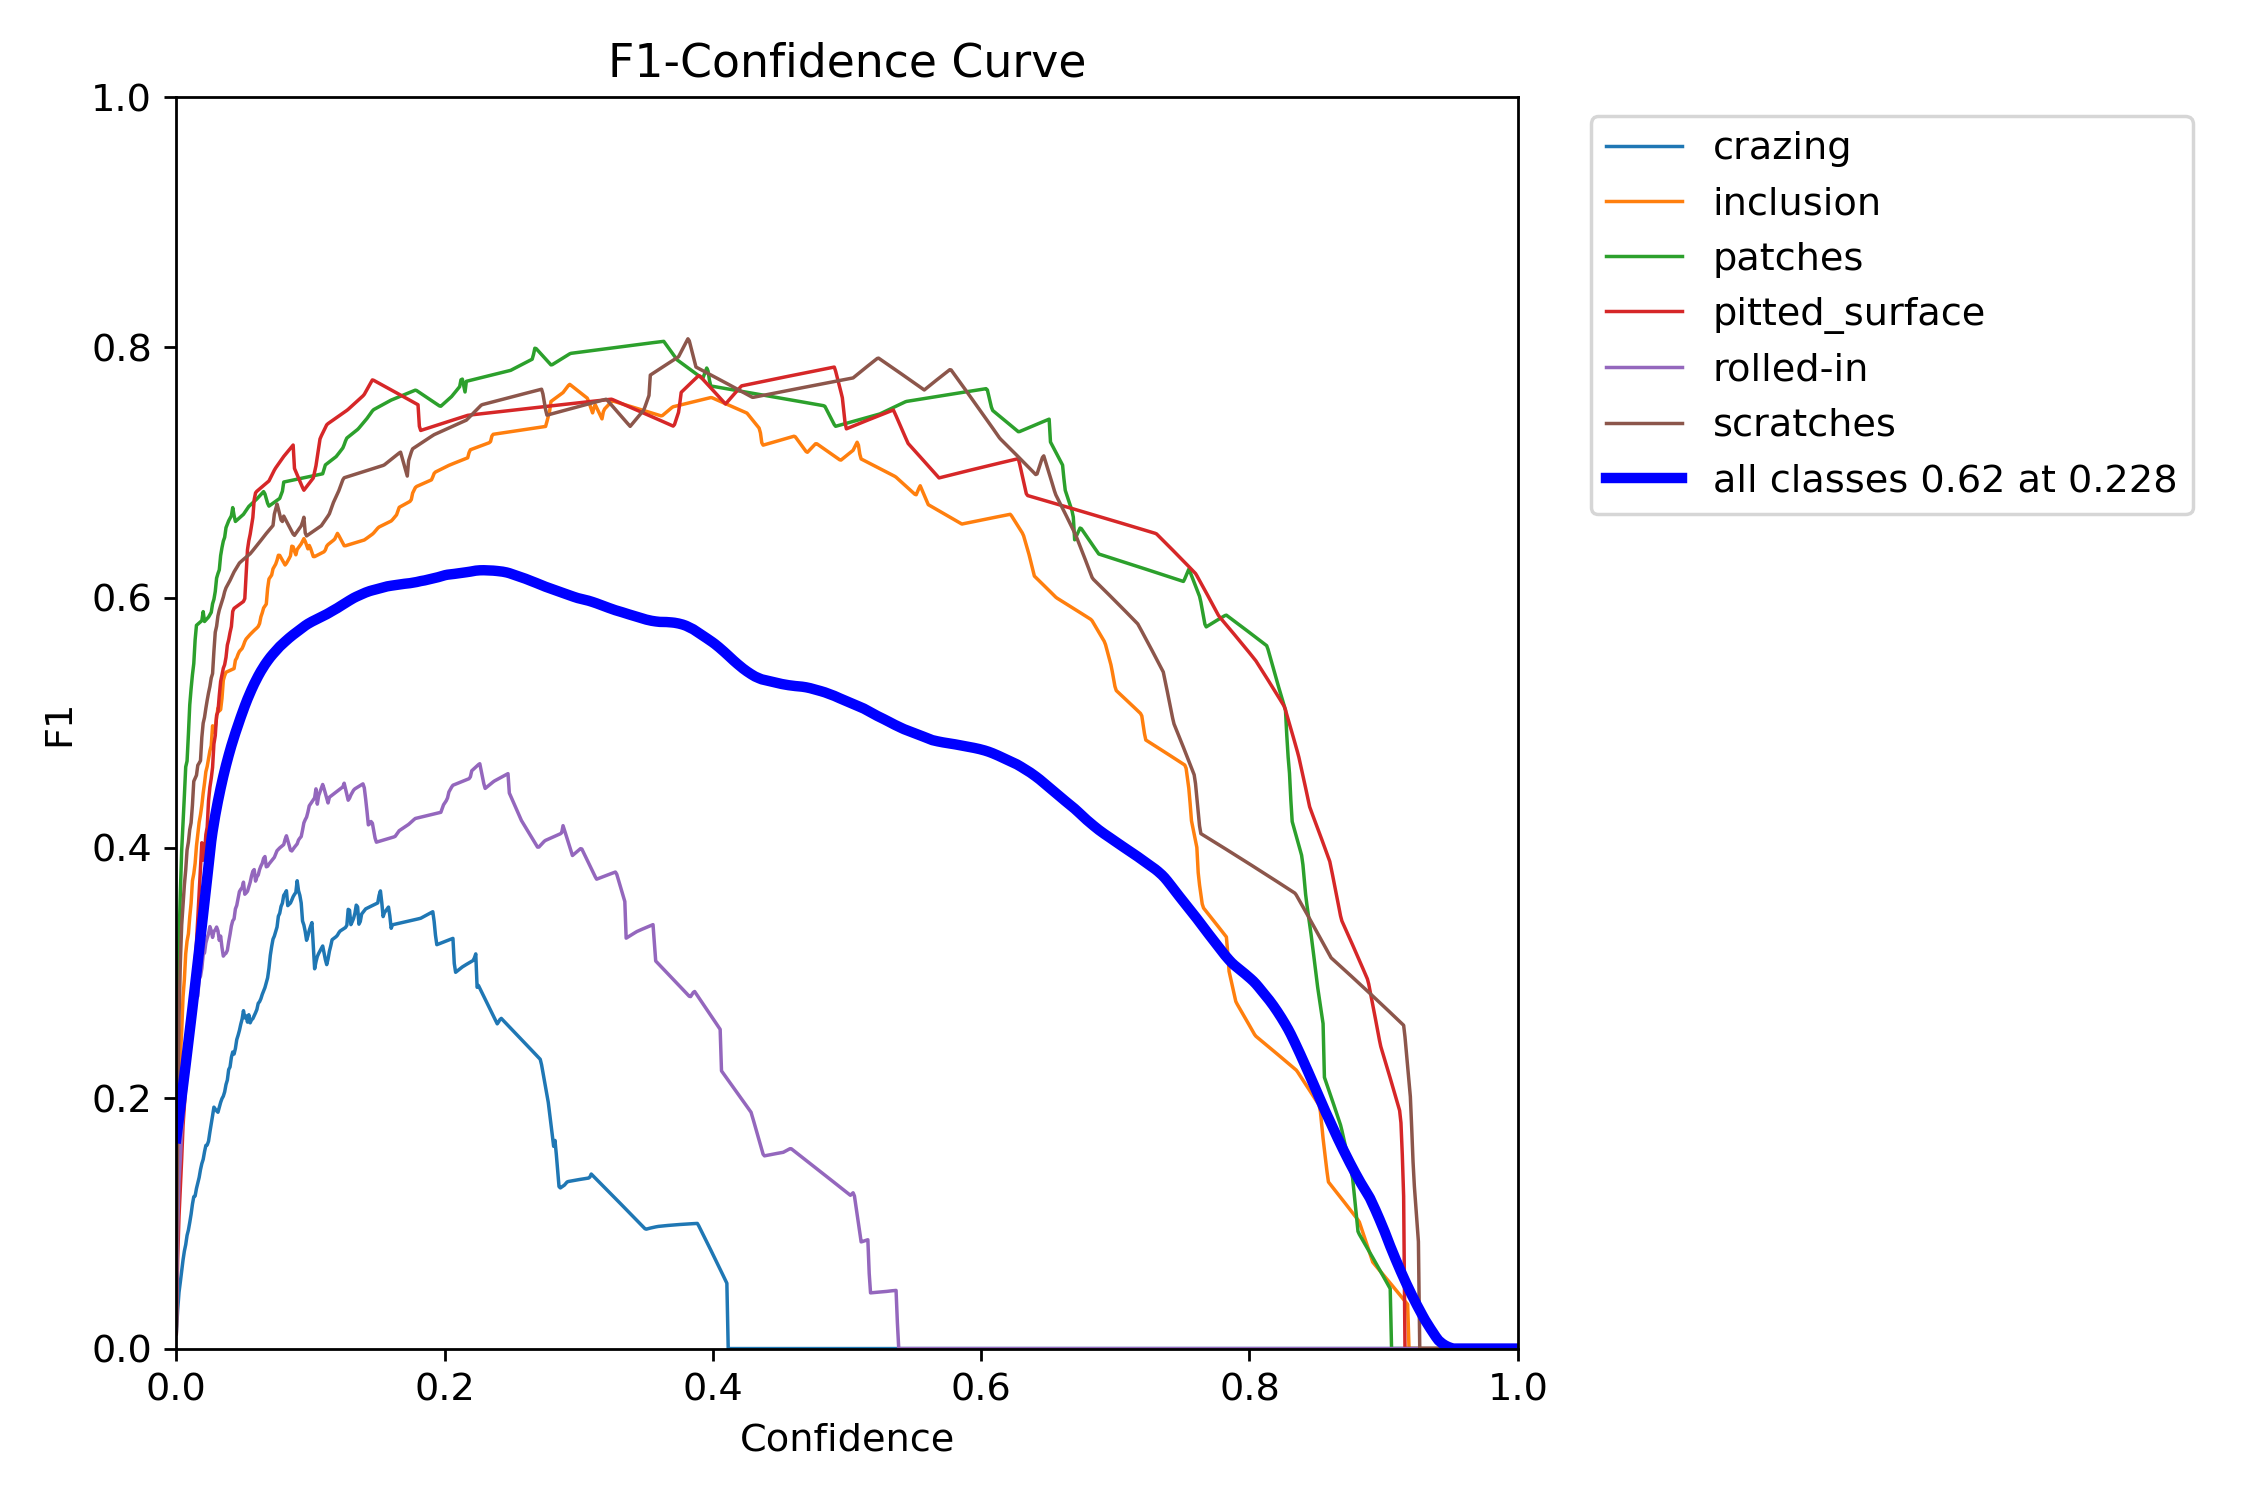 F1-Confidence Curve
1.0
0.8
0.6
0.4
0.2
0.0
F1
0.0 0.2 0.4 0.6 0.8 1.0
Confidence
crazing
inclusion
patches
pitted_surface
rolled-in
scratches
all classes 0.62 at 0.228